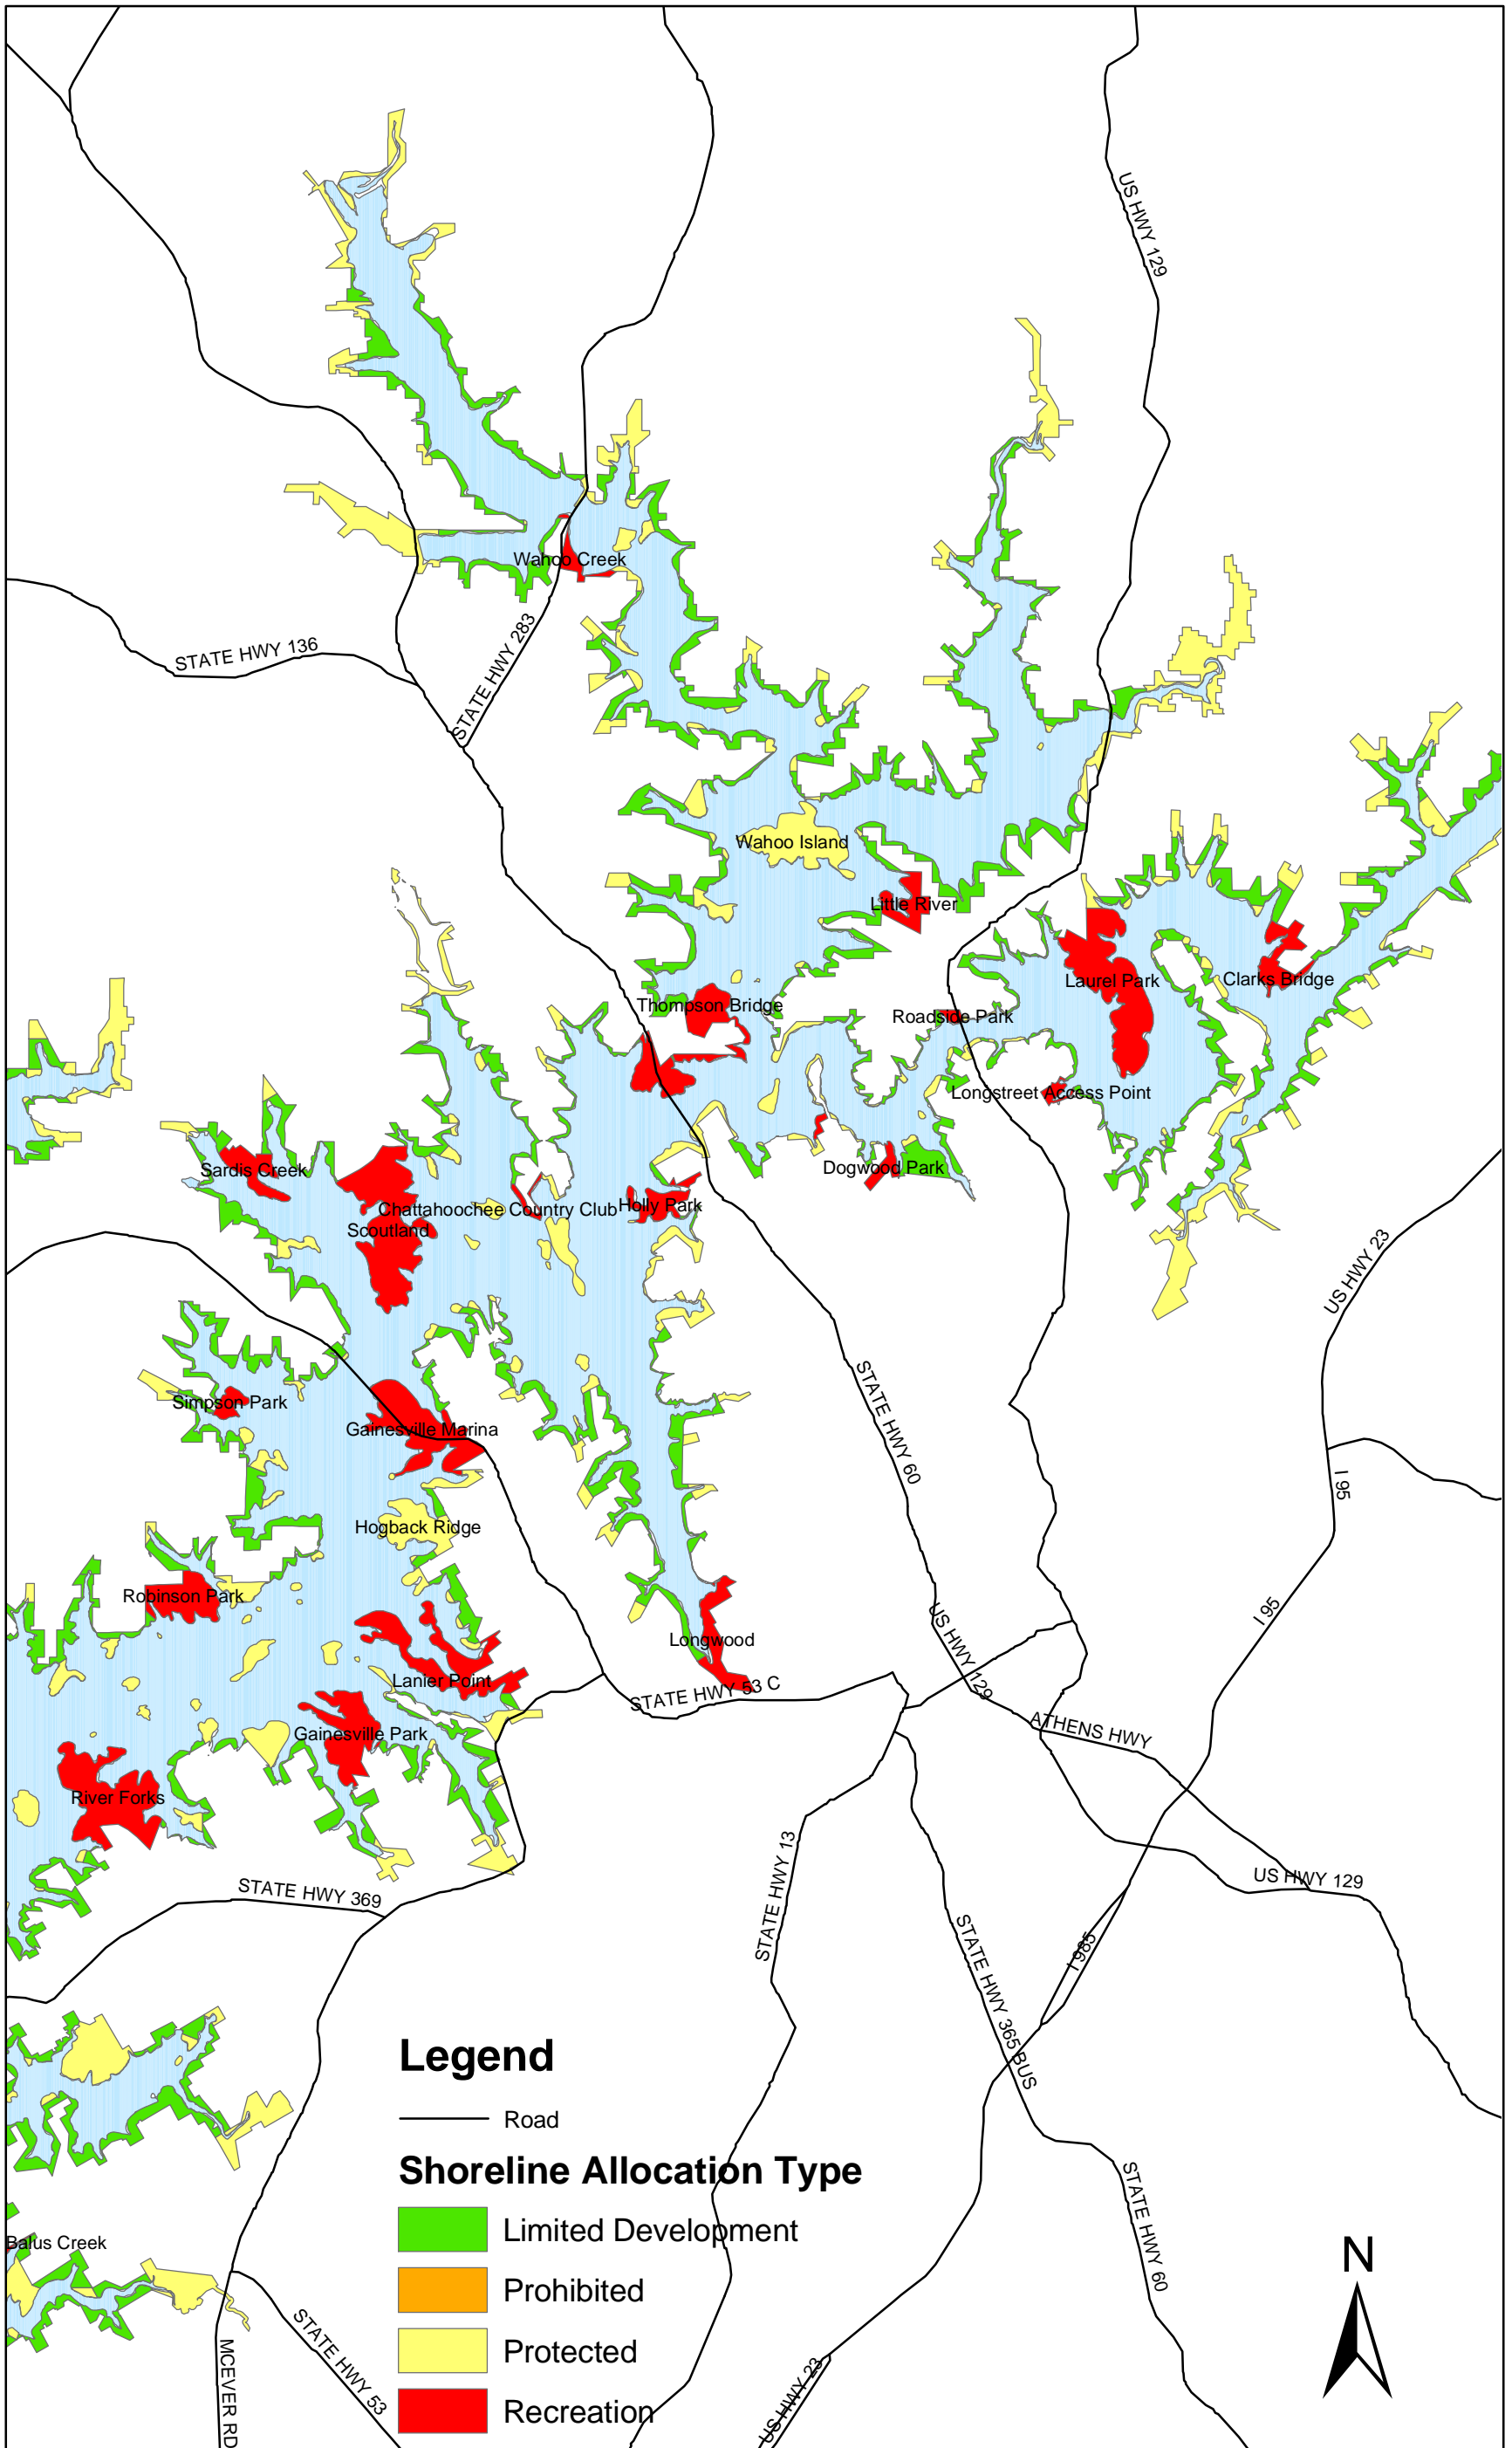 US HWY 129
Wahoo Creek
STATE HWY 136
STATE HWY 283
Wahoo Island
Little River
Laurel Park
Clarks Bridge
Thompson Bridge
Roadside Park
Longstreet Access Point
Sardis Creek
Dogwood Park
Chattahoochee Country Club
Holly Park
Scoutland
US HWY 23
Simpson Park
Gainesville Marina
STATE HWY 60
I 95
Hogback Ridge
Robinson Park
I 95
US HWY 129
Longwood
Lanier Point
STATE HWY 53 C
Gainesville Park
ATHENS HWY
River Forks
STATE HWY 369
STATE HWY 13
US HWY 129
I 985
STATE HWY 365 BUS
Legend
Road
Shoreline Allocation Type
Limited Development
Prohibited
Protected
Recreation
STATE HWY 60
Balus Creek
N
STATE HWY 53
MCEVER RD
US HWY 23